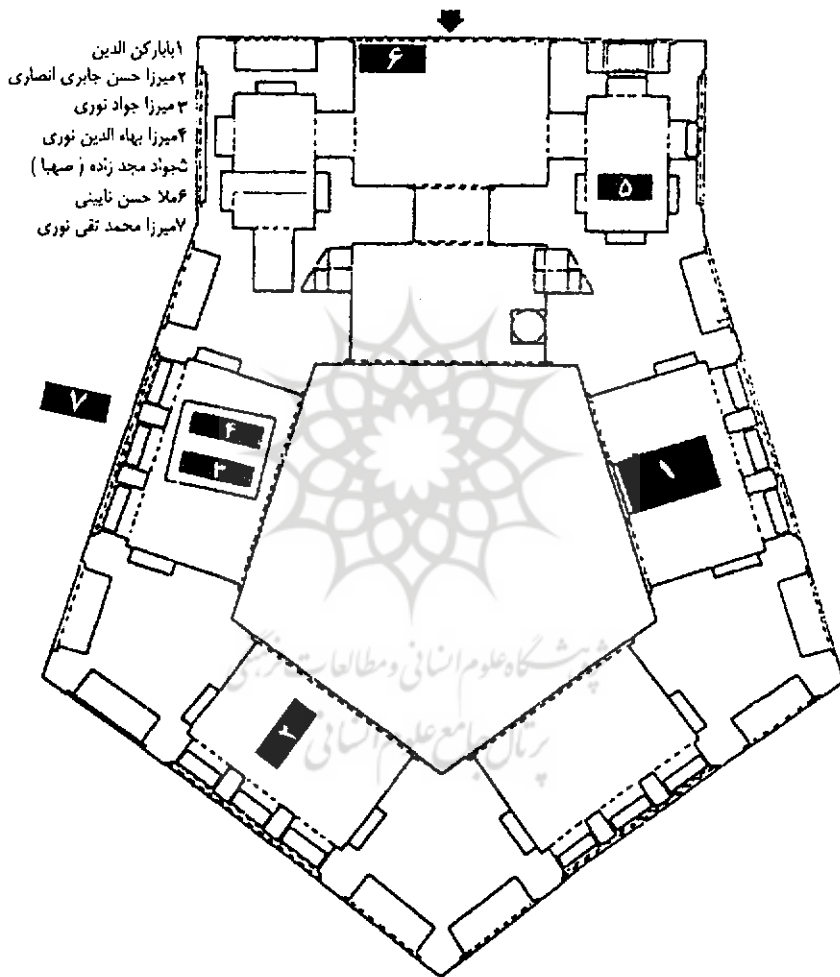 ۱بابارکن الدین
۲میرزا حسن جابری انصاری
۳میرزا جواد نوری
۴میرزا بهاء الدین نوری
۵جواد مجد زاده ( صهبا )
۶ملا حسن نایینی
۷میرزا محمد تقی نوری
۶
۵
۷
۴
۳
۱
۲
پژوهشگاه علوم انسانی و مطالعات فرهنگی
پرتال جامع علوم انسانی